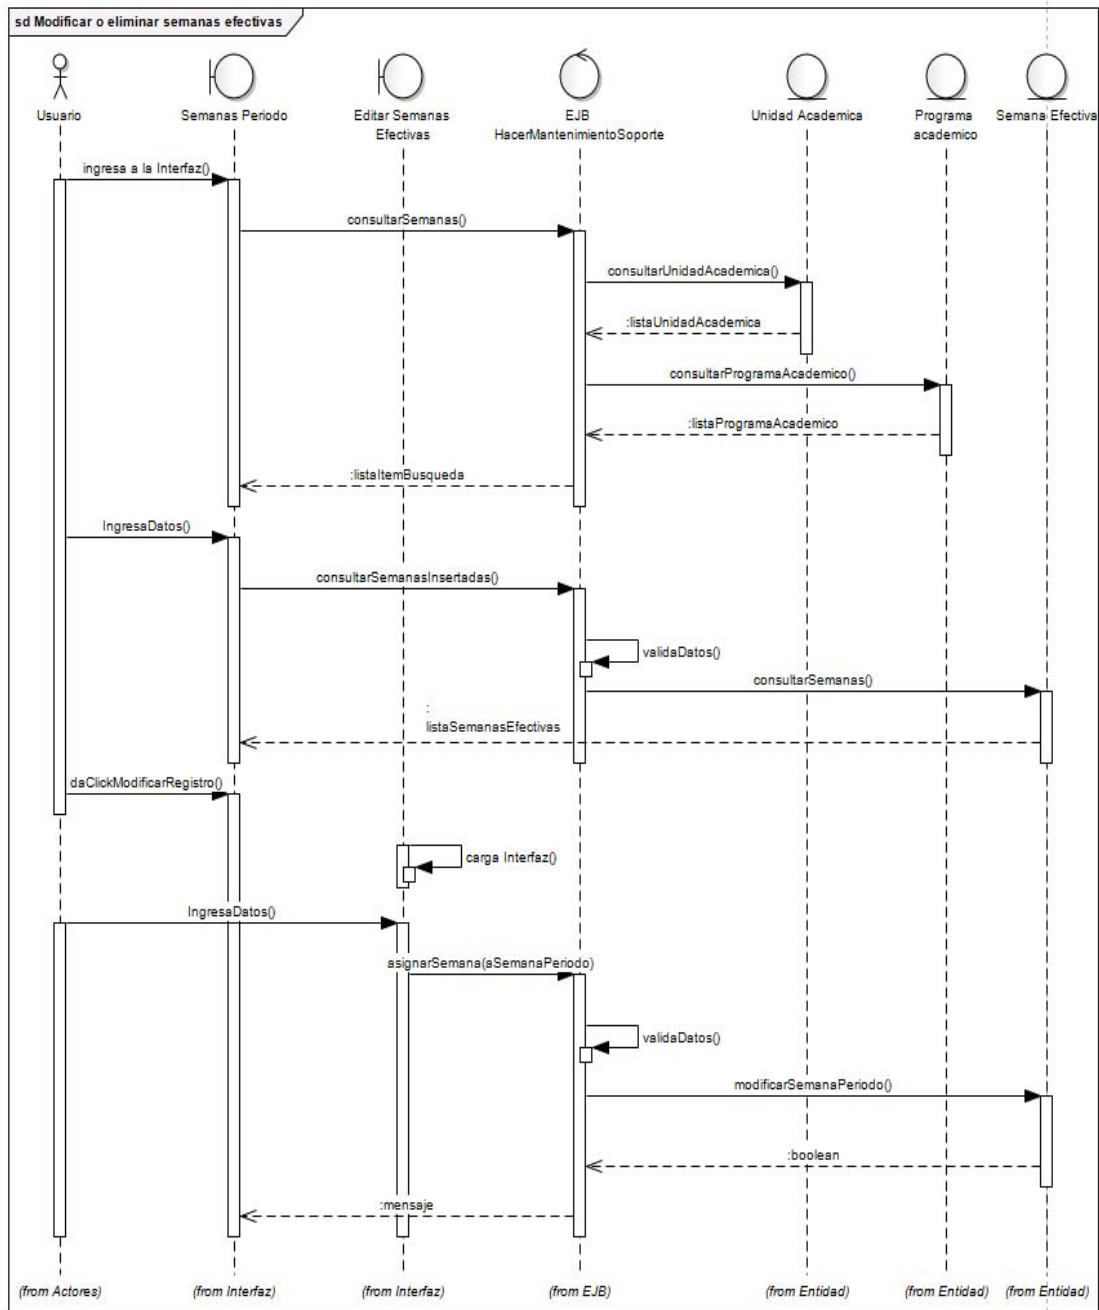 sd Modificar o eliminar semanas efectivas
Usuario
Semanas Periodo
Editar Semanas
Efectivas
EJB
HacerMantenimientoSoporte
Unidad Academica
Programa
academico
Semana Efectiva
ingresa a la Interfaz()
consultarSemanas()
consultarUnidadAcademica()
:listaUnidadAcademica
consultarProgramaAcademico()
:listaProgramaAcademico
:listaItemBusqueda
IngresaDatos()
consultarSemanasInsertadas()
validaDatos()
consultarSemanas()
:
listaSemanasEfectivas
daClickModificarRegistro()
carga Interfaz()
IngresaDatos()
asignarSemana(aSemanaPeriodo)
validaDatos()
modificarSemanaPeriodo()
:boolean
:mensaje
(from Actores)
(from Interfaz)
(from Interfaz)
(from EJB)
(from Entidad)
(from Entidad)
(from Entidad)